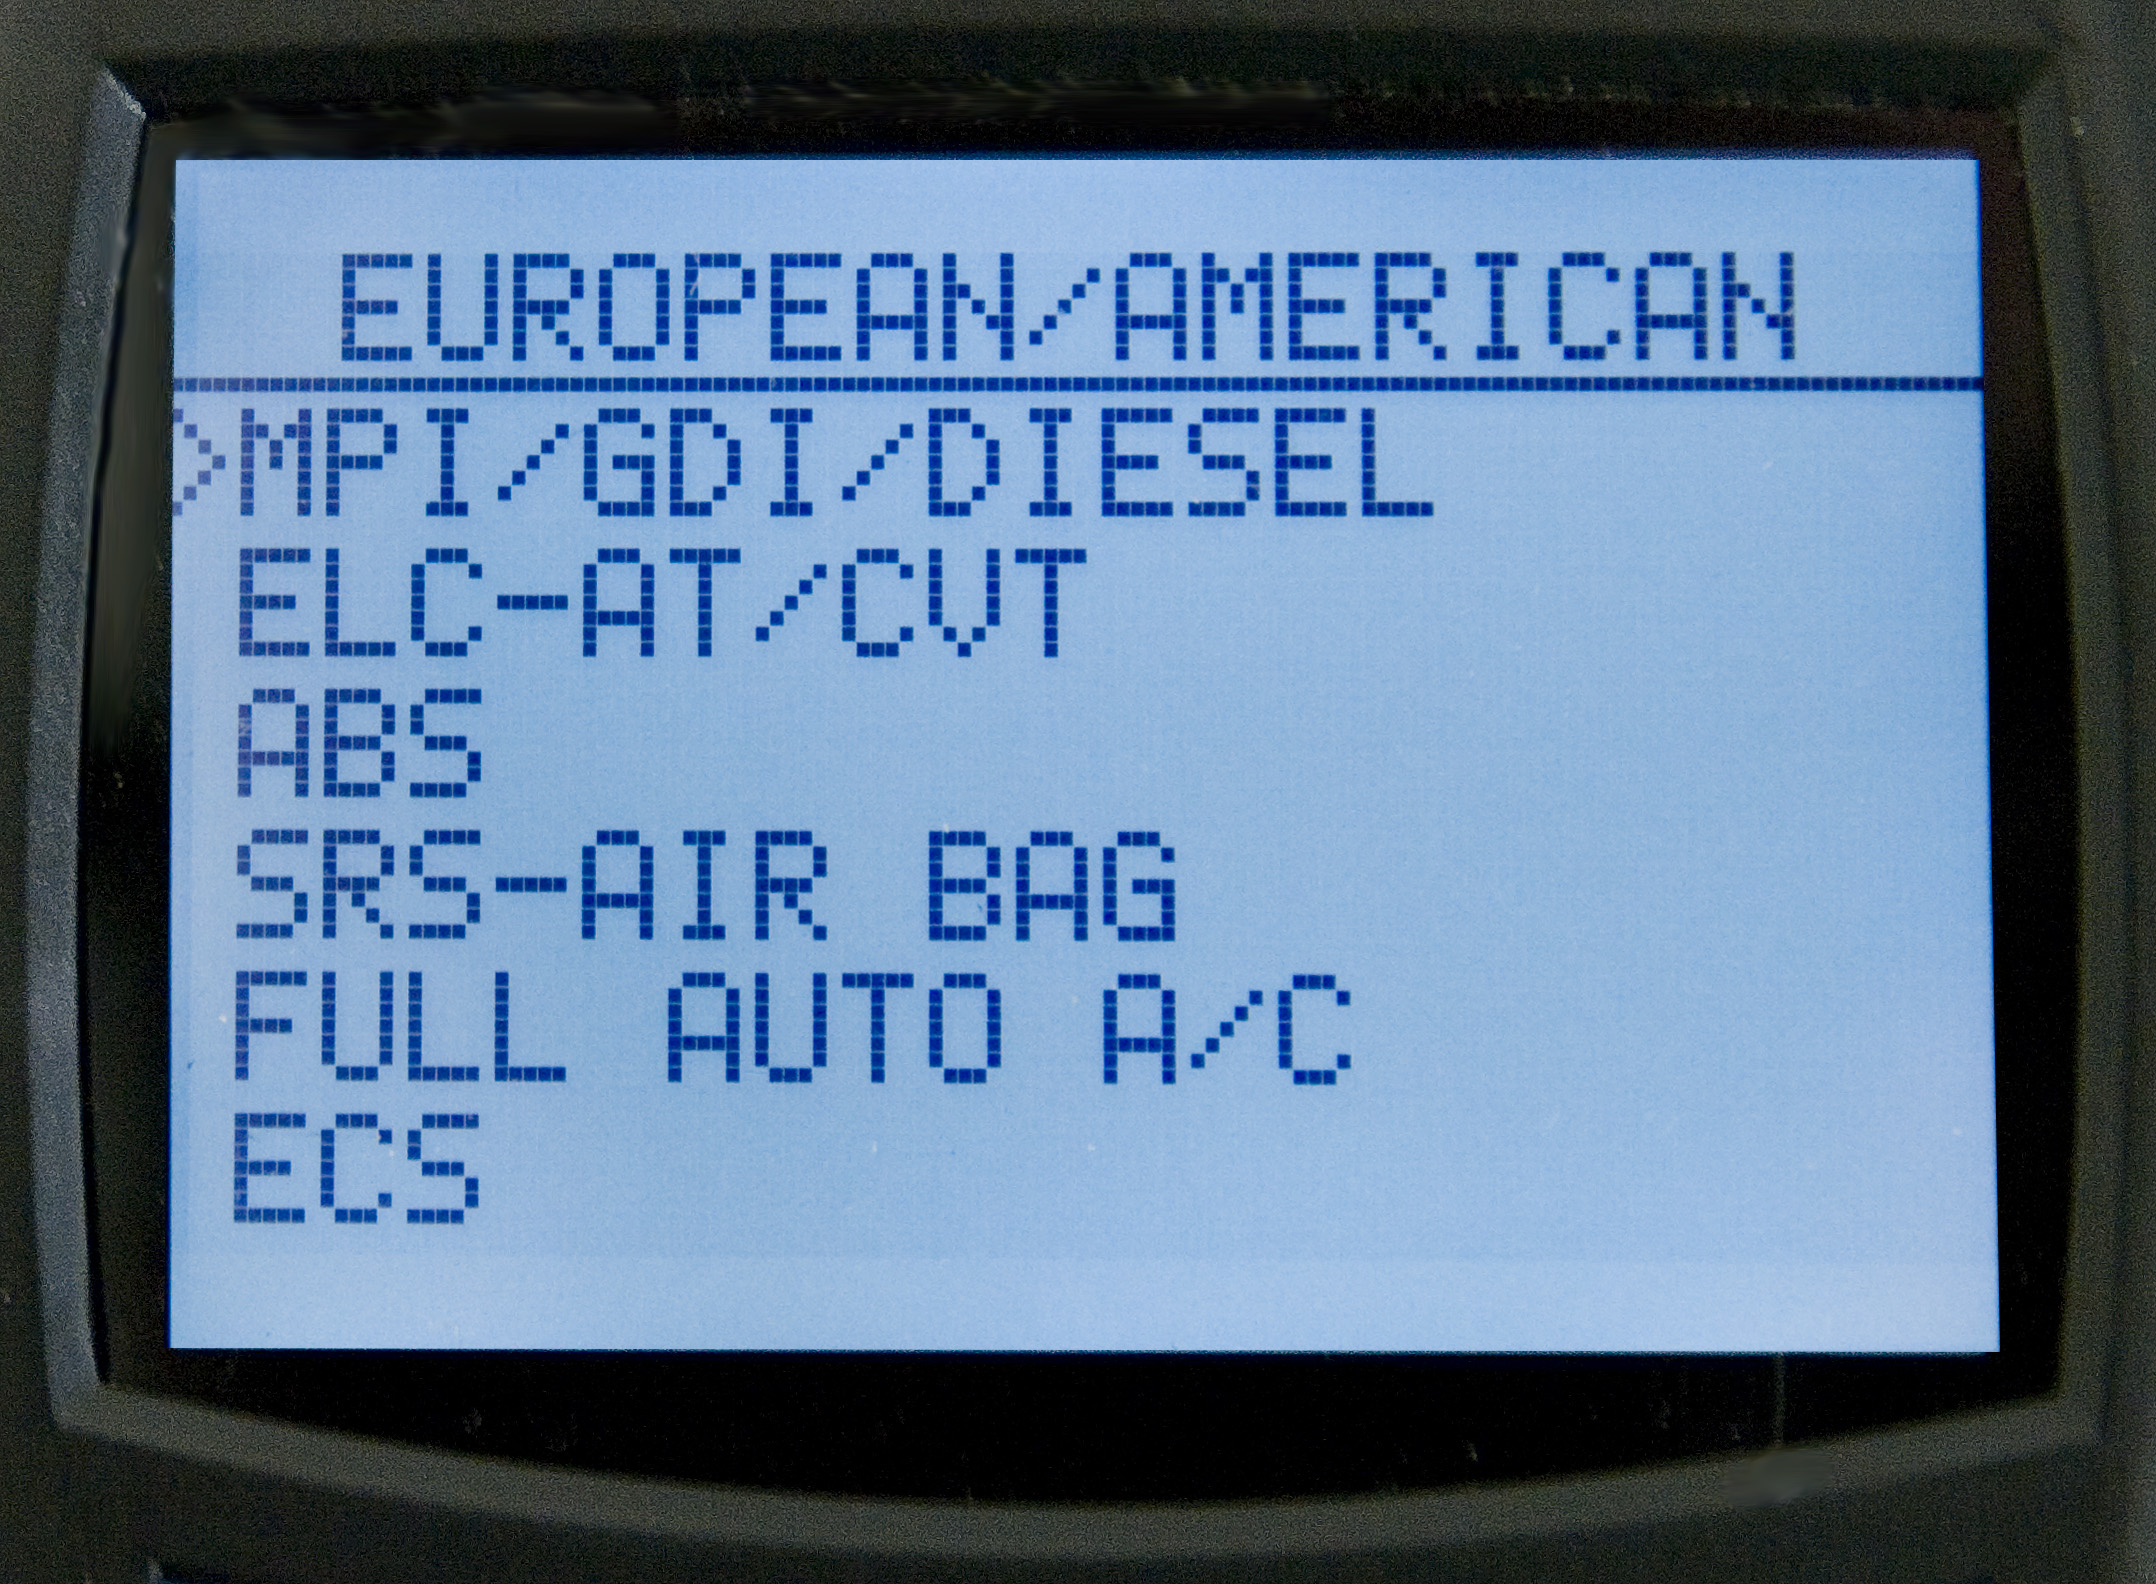 EUROPEAN/AMERICAN
>MPI/GDI/DIESEL
ELC-AT/CVT
ABS
SRS-AIR BAG
FULL AUTO A/C
ECS